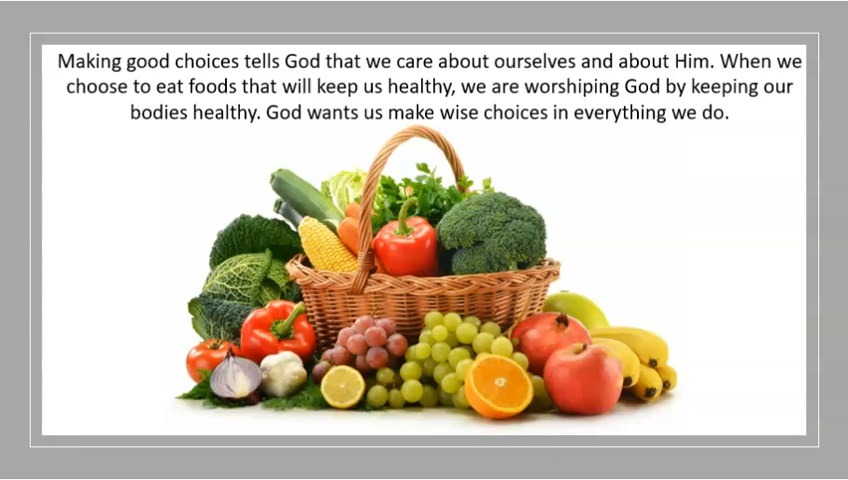 Making good choices tells God that we care about ourselves and about Him. When we
choose to eat foods that will keep us healthy, we are worshiping God by keeping our
bodies healthy. God wants us make wise choices in everything we do.